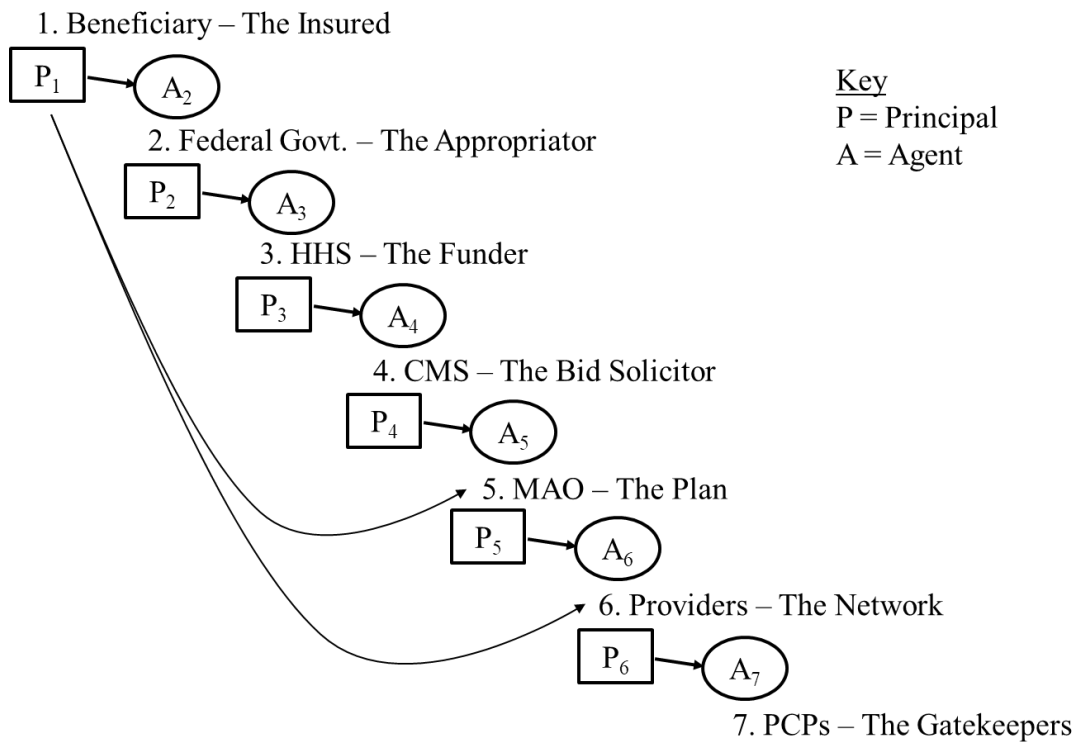 1. Beneficiary – The Insured
P₁
A₂
Key
P = Principal
A = Agent
2. Federal Govt. – The Appropriator
P₂
A₃
3. HHS – The Funder
P₃
A₄
4. CMS – The Bid Solicitor
P₄
A₅
5. MAO – The Plan
P₅
A₆
6. Providers – The Network
P₆
A₇
7. PCPs – The Gatekeepers